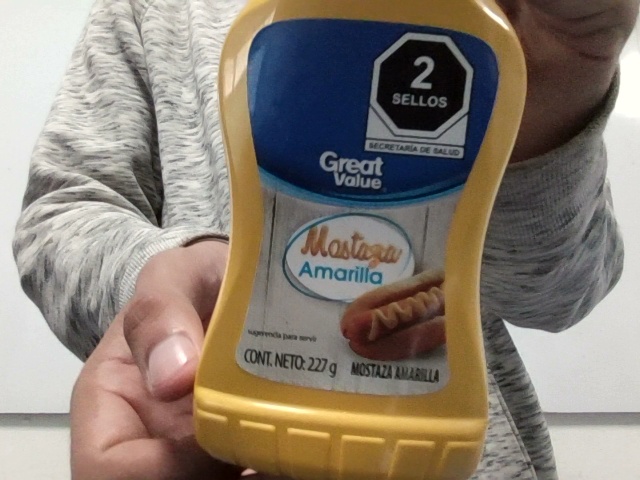 2
SELLOS
SECRETARÍA DE SALUD
Great
Value
Mostaza
Amarilla
sugerencia para servir
CONT. NETO: 227 g
MOSTAZA AMARILLA